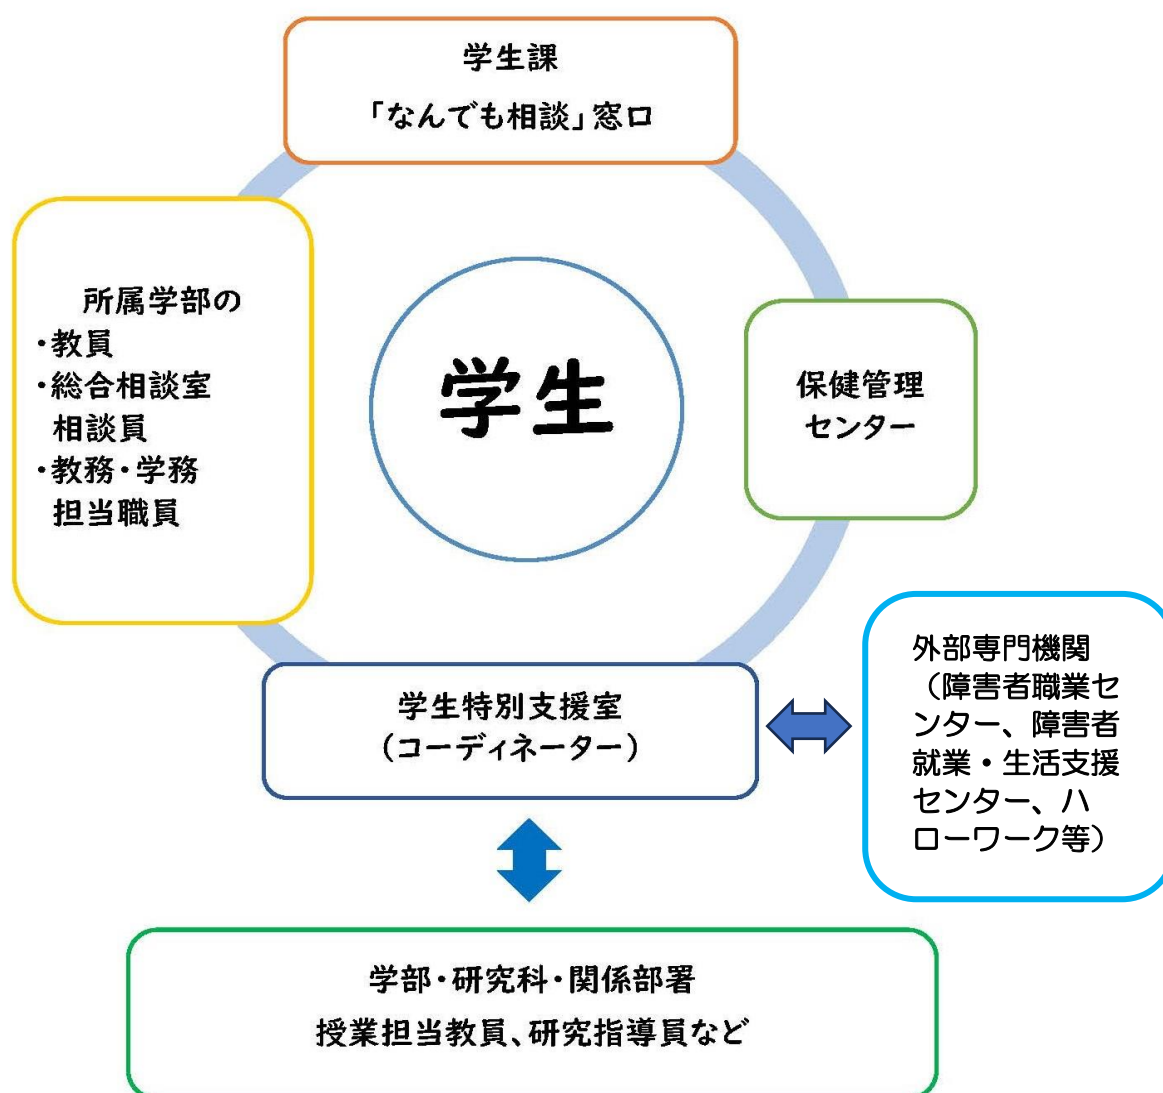 学生課
「なんでも相談」窓口
所属学部の
・教員
・総合相談室
相談員
・教務・学務
担当職員
学生
保健管理
センター
学生特別支援室
(コーディネーター)
外部専門機関
（障害者職業セ
ンター、障害者
就業・生活支援
センター、ハ
ローワーク等）
学部・研究科・関係部署
授業担当教員、研究指導員など